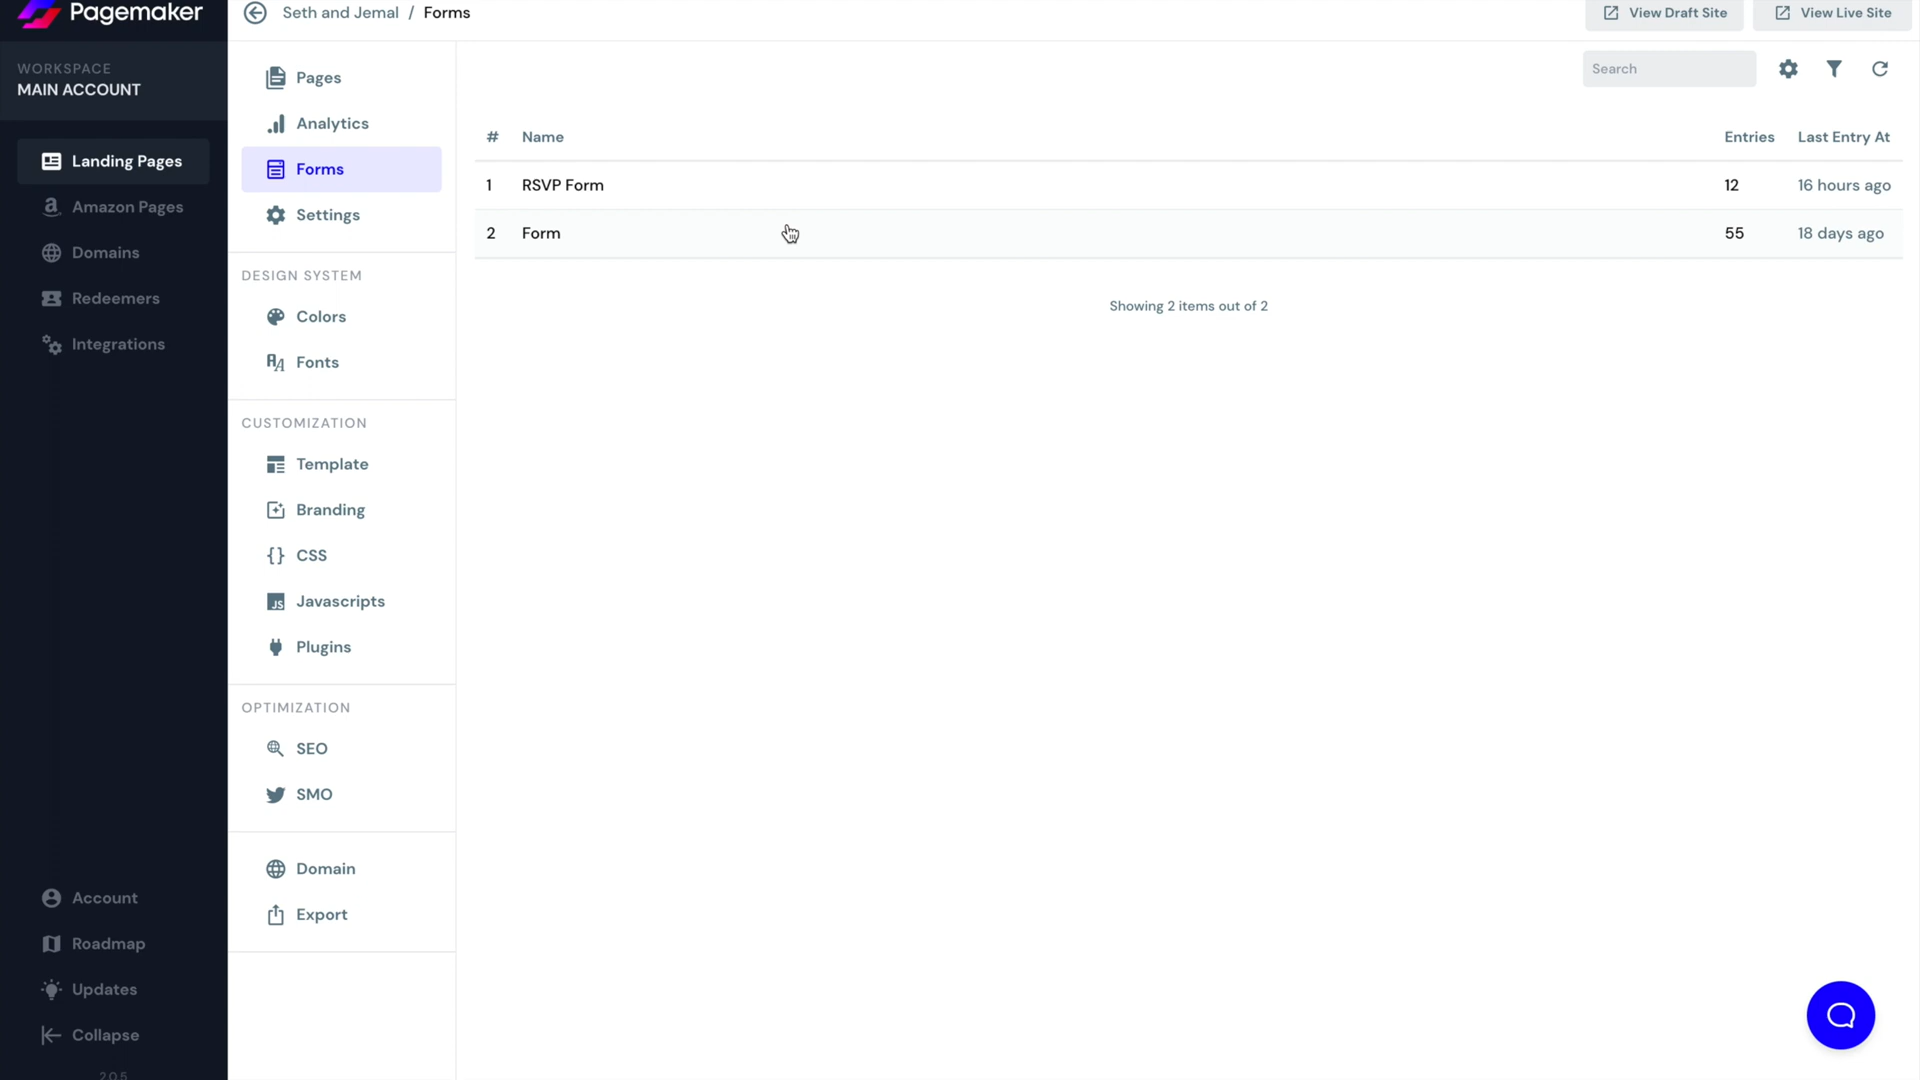 Pagemaker
WORKSPACE
MAIN ACCOUNT
Landing Pages
Amazon Pages
Domains
Redeemers
Integrations
Account
Roadmap
Updates
Collapse
2.0.5
Seth and Jemal / Forms
View Draft Site
View Live Site
Pages
Analytics
Forms
Settings
DESIGN SYSTEM
Colors
Fonts
CUSTOMIZATION
Template
Branding
CSS
Javascripts
Plugins
OPTIMIZATION
SEO
SMO
Domain
Export
Search
# Name Entries Last Entry At
1 RSVP Form 12 16 hours ago
2 Form 55 18 days ago
Showing 2 items out of 2